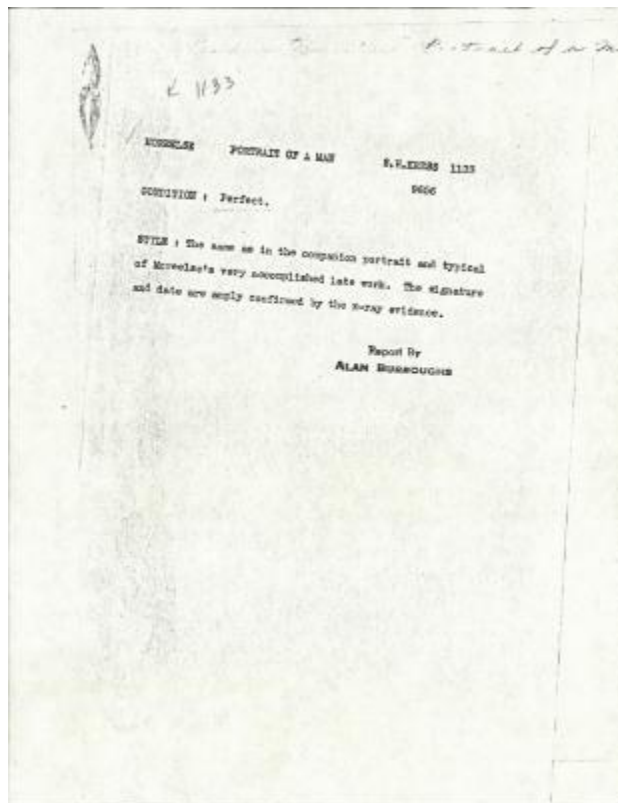 Portrait of a
K 1133
MOREELSE PORTRAIT OF A MAN S.H.KRESS 1133
9606
CONDITION : Perfect.
STYLE : The same as in the companion portrait and typical
of Moreelse's very accomplished late work. The signature
and date are amply confirmed by the x-ray evidence.
Report By
ALAN BURROUGHS